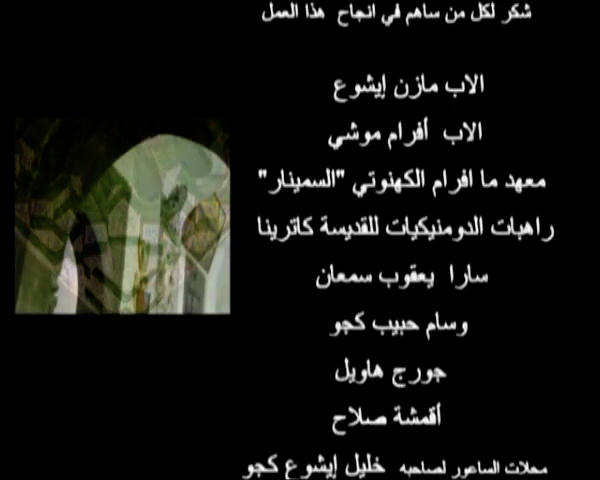 شكر لكل من ساهم في انجاح هذا العمل
الاب مازن إيشوع
الاب أفرام موشي
معهد ما افرام الكهنوتي "السمينار"
راهبات الدومنيكيات للقديسة كاترينا
سارا يعقوب سمعان
وسام حبيب كجو
جورج هاويل
أقمشة صلاح
محلات الساعور لصاحبه خليل إيشوع كجو